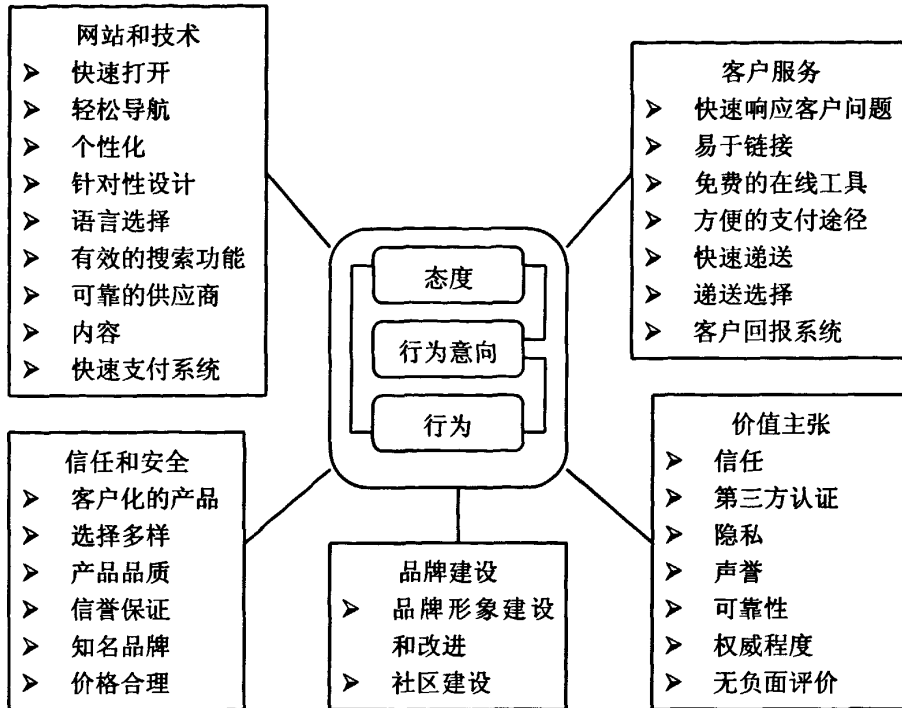 网站和技术
➤ 快速打开
➤ 轻松导航
➤ 个性化
➤ 针对性设计
➤ 语言选择
➤ 有效的搜索功能
➤ 可靠的供应商
➤ 内容
➤ 快速支付系统
客户服务
➤ 快速响应客户问题
➤ 易于链接
➤ 免费的在线工具
➤ 方便的支付途径
➤ 快速递送
➤ 递送选择
➤ 客户回报系统
态度
行为意向
行为
信任和安全
➤ 客户化的产品
➤ 选择多样
➤ 产品品质
➤ 信誉保证
➤ 知名品牌
➤ 价格合理
品牌建设
➤ 品牌形象建设
和改进
➤ 社区建设
价值主张
➤ 信任
➤ 第三方认证
➤ 隐私
➤ 声誉
➤ 可靠性
➤ 权威程度
➤ 无负面评价